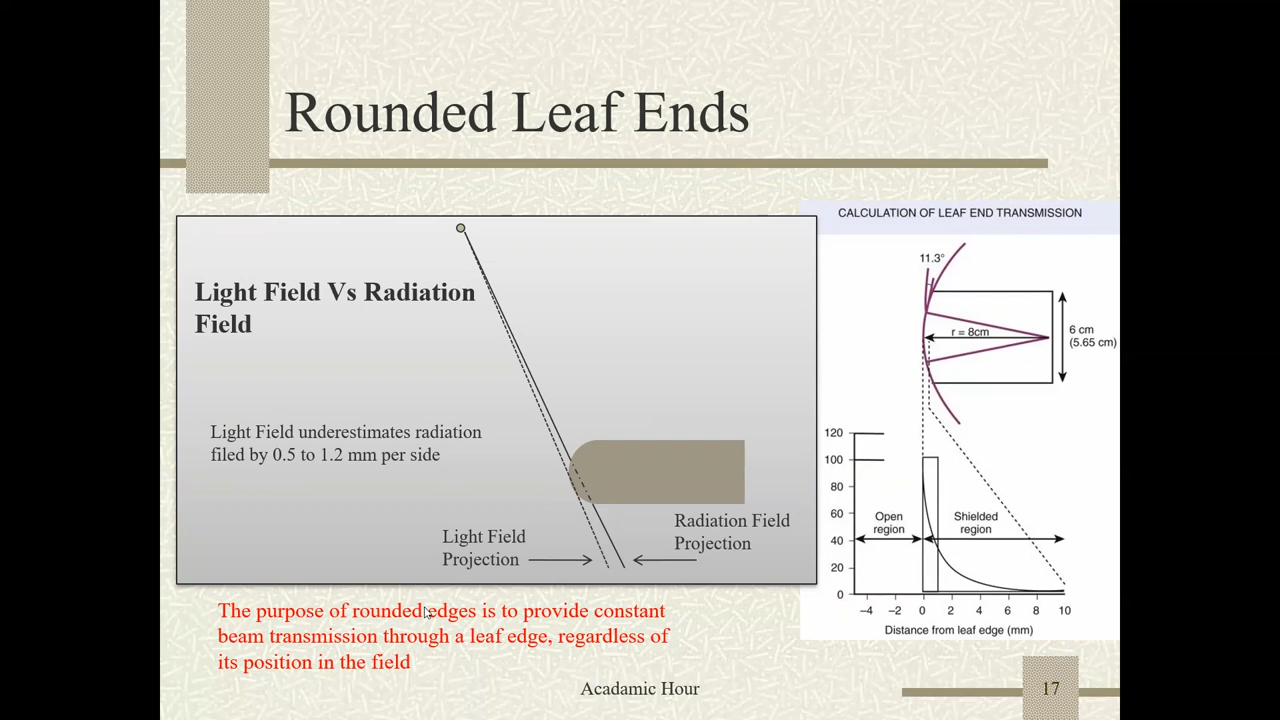 Rounded Leaf Ends
Light Field Vs Radiation
Field
Light Field underestimates radiation
filed by 0.5 to 1.2 mm per side
Light Field
Projection
Radiation Field
Projection
CALCULATION OF LEAF END TRANSMISSION
11.3°
r = 8cm
6 cm
(5.65 cm)
120
100
80
60
40
20
0
Open
region
Shielded
region
−4 −2 0 2 4 6 8 10
Distance from leaf edge (mm)
The purpose of rounded edges is to provide constant
beam transmission through a leaf edge, regardless of
its position in the field
Acadamic Hour
17